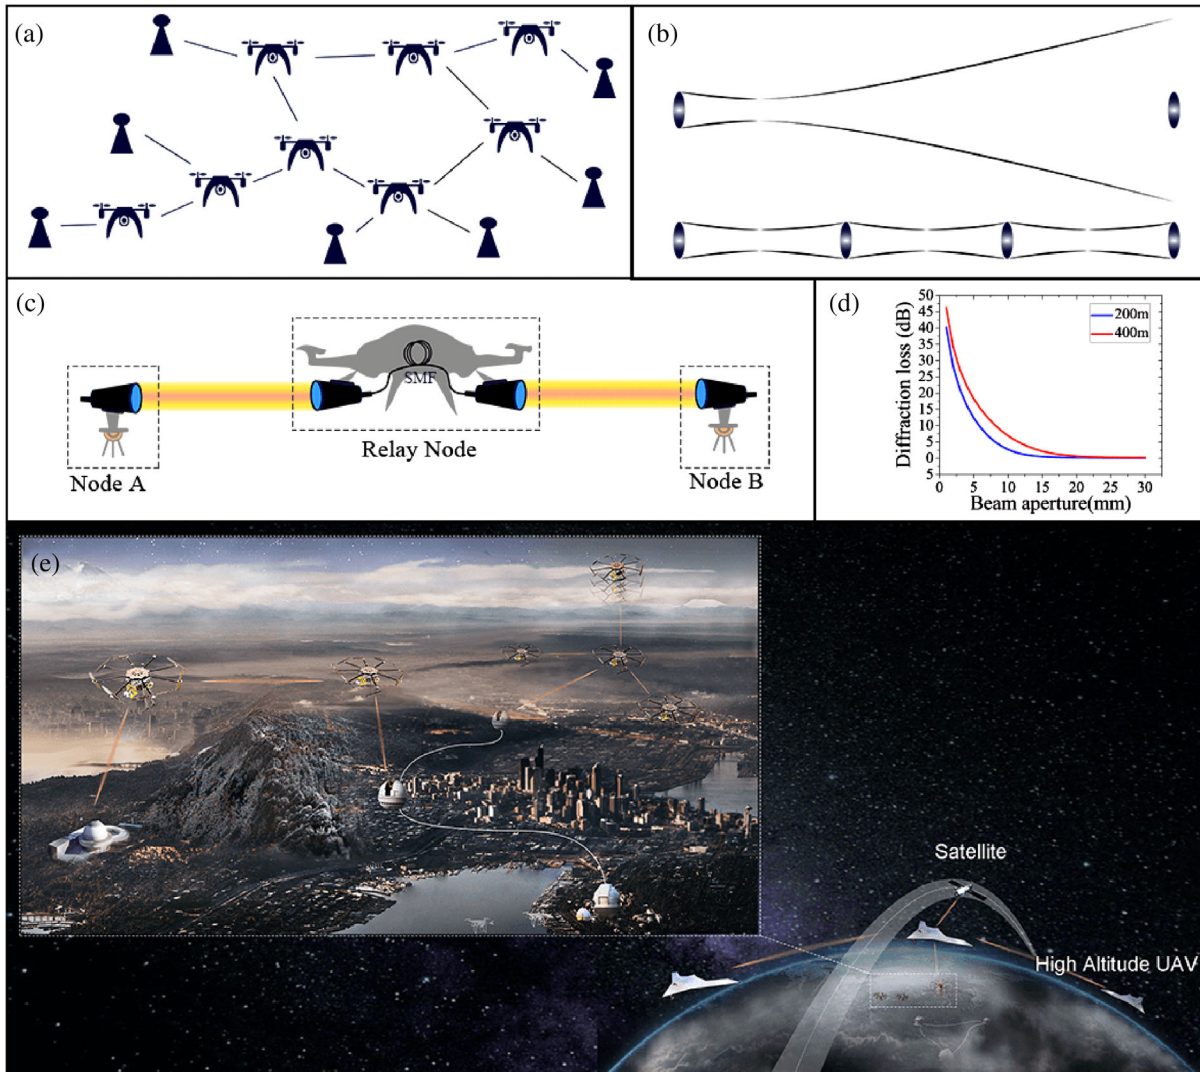 (a)
(b)
(c)
SMF
Relay Node
Node A
Node B
(d)
50
45
40
35
30
25
20
15
10
5
0
5
200m
400m
Diffraction loss (dB)
0 5 10 15 20 25 30
Beam aperture(mm)
(e)
Satellite
High Altitude UAV